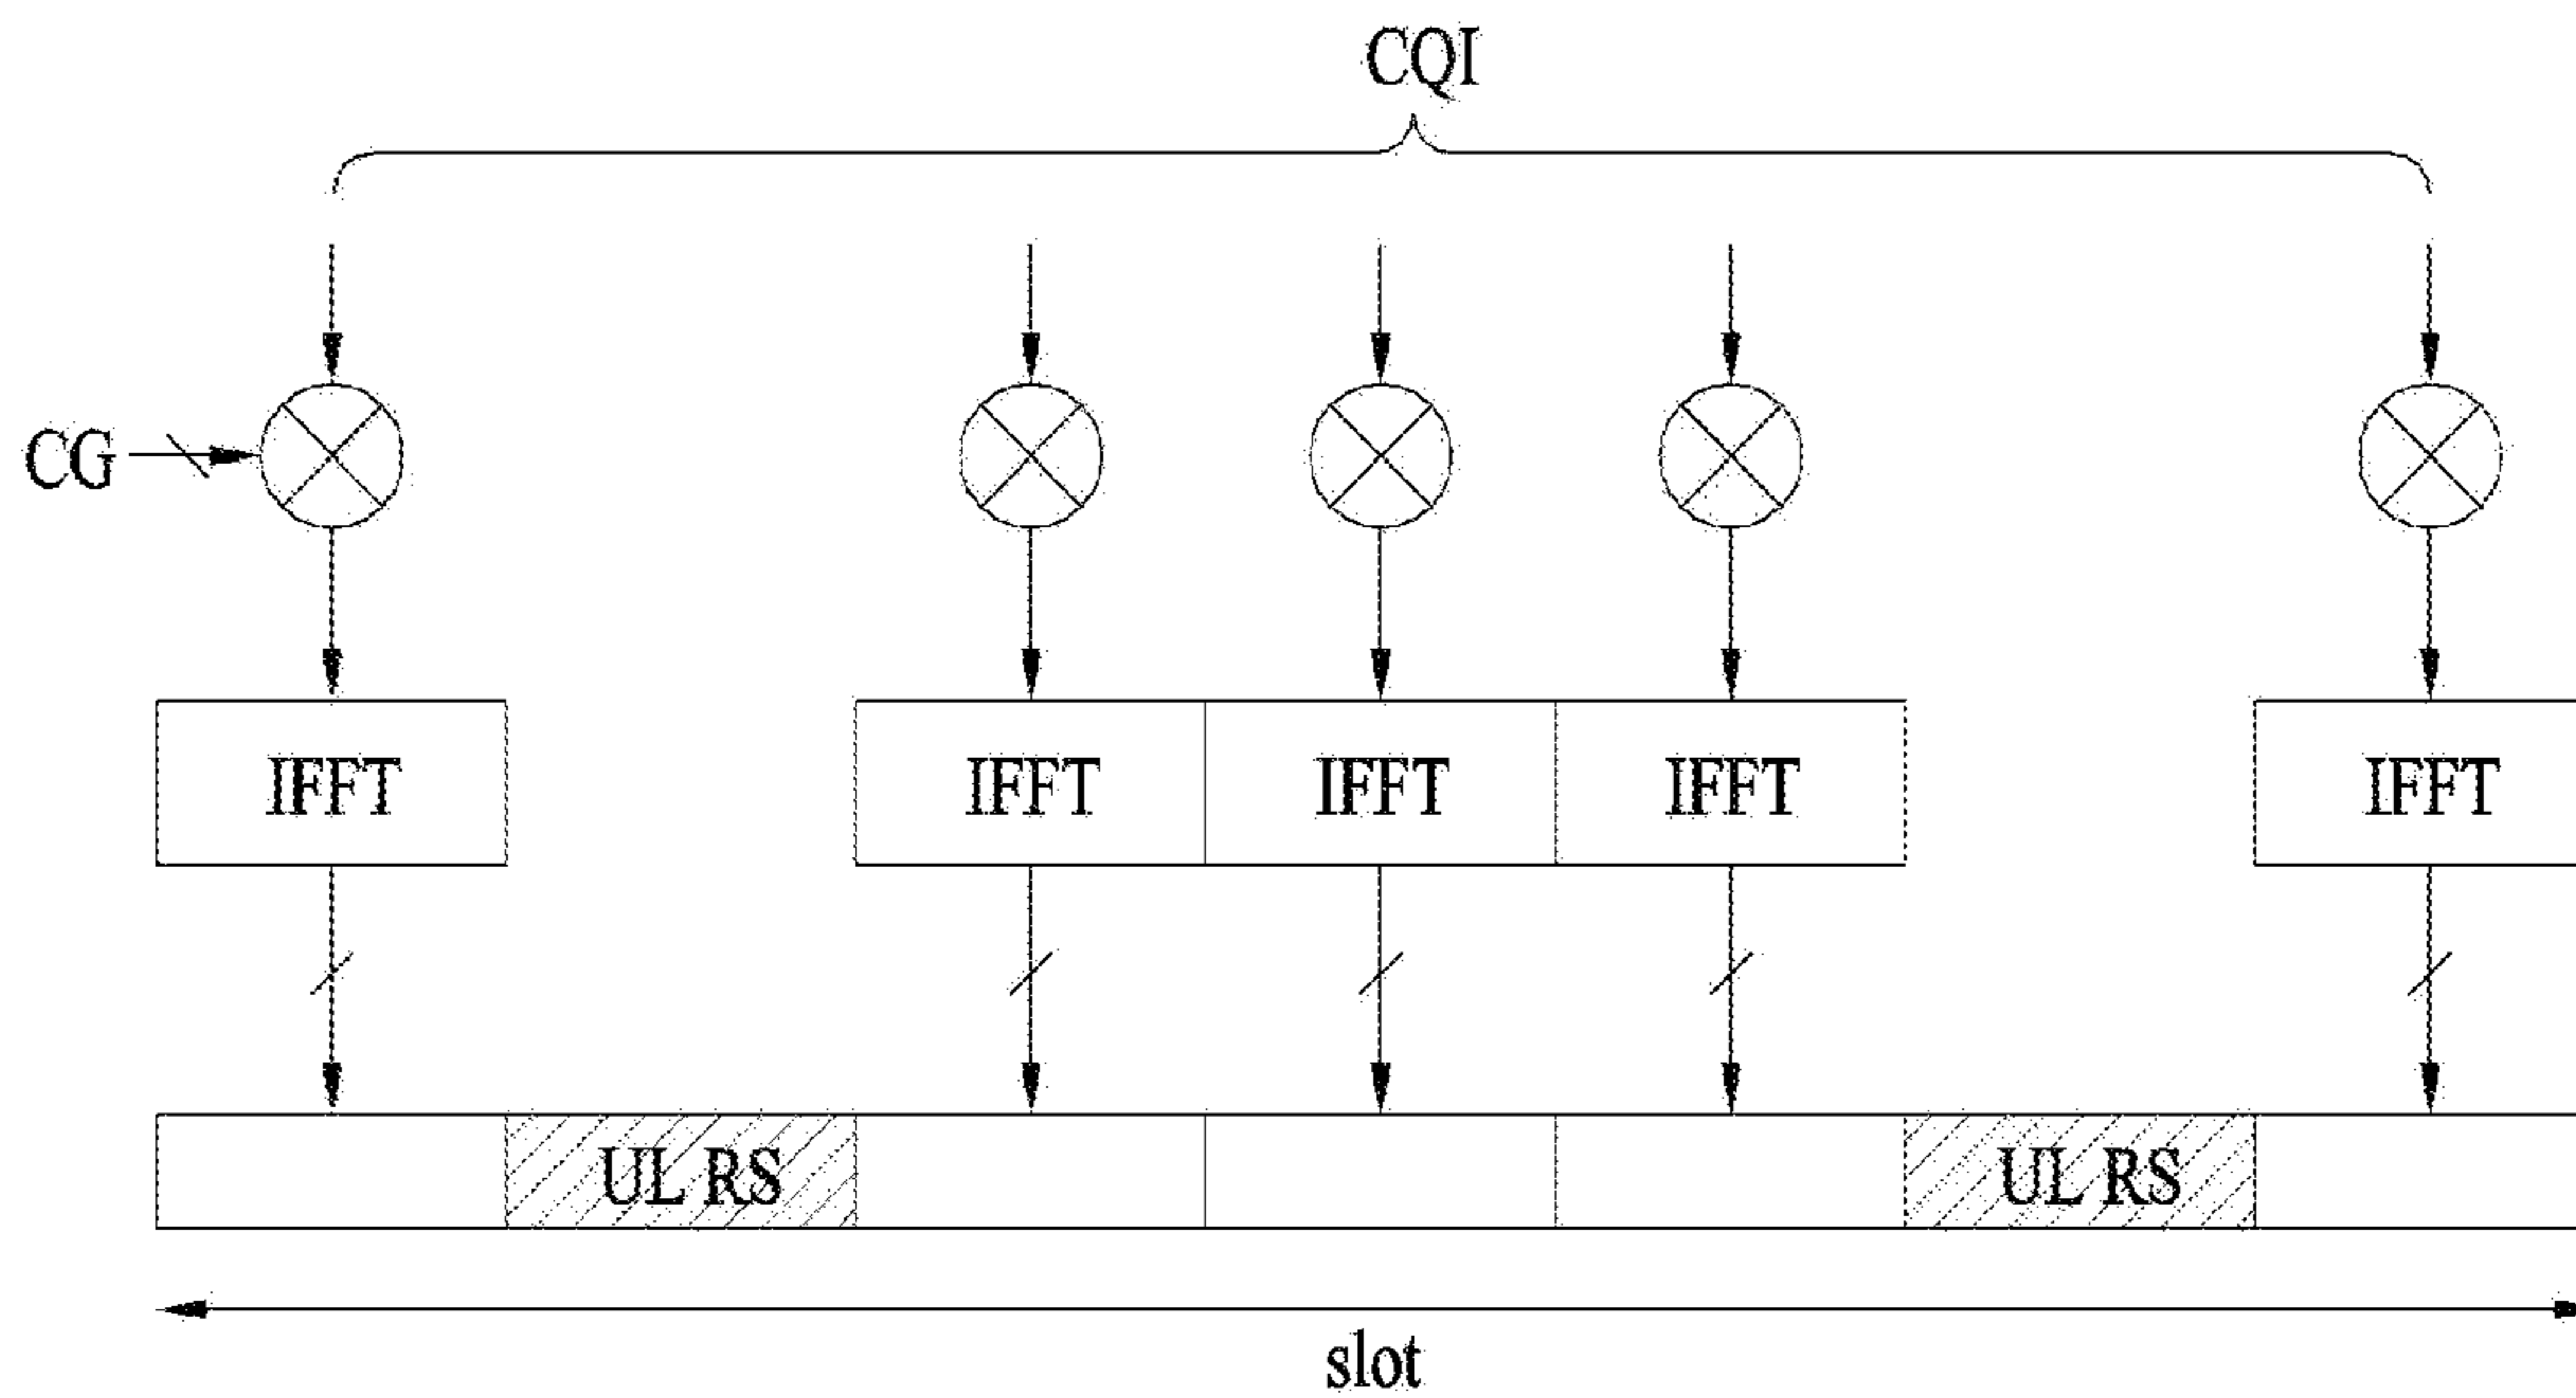 CQI
CG
IFFT IFFT IFFT IFFT IFFT
UL RS UL RS
slot